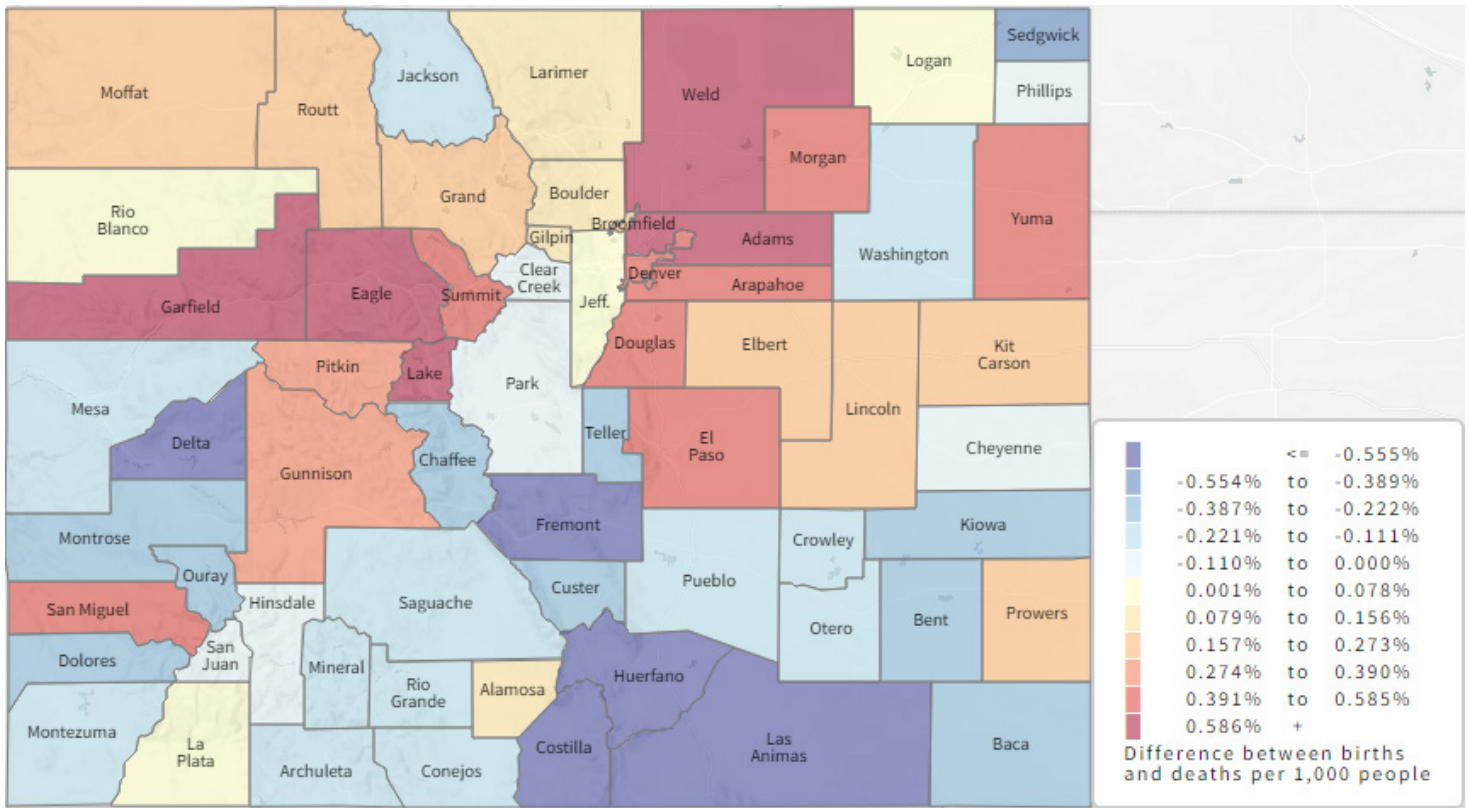 Sedgwick
Logan
Jackson
Larimer
Moffat
Phillips
Weld
Routt
Morgan
Grand
Boulder
Rio
Blanco
Yuma
Broomfield
Gilpin
Adams
Washington
Clear
Creek
Denver
Arapahoe
Eagle
Summit
Garfield
Jeff.
Douglas
Elbert
Kit
Carson
Pitkin
Lake
Park
Mesa
Lincoln
Delta
Teller
El
Paso
Cheyenne
Chaffee
Gunnison
Fremont
Kiowa
Montrose
Crowley
Ouray
Pueblo
Custer
Hinsdale
Saguache
San Miguel
Prowers
Bent
Otero
San
Juan
Dolores
Mineral
Huerfano
Rio
Grande
Alamosa
Montezuma
La
Plata
Archuleta
Conejos
Costilla
Las
Animas
Baca
<= -0.555%
-0.554% to -0.389%
-0.387% to -0.222%
-0.221% to -0.111%
-0.110% to 0.000%
0.001% to 0.078%
0.079% to 0.156%
0.157% to 0.273%
0.274% to 0.390%
0.391% to 0.585%
0.586% +
Difference between births
and deaths per 1,000 people